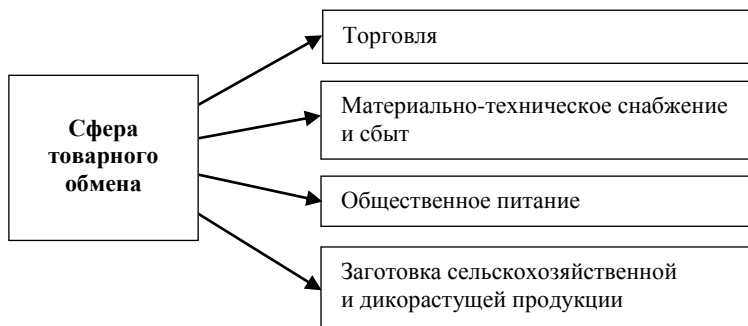 Сфера
товарного
обмена
Торговля
Материально-техническое снабжение
и сбыт
Общественное питание
Заготовка сельскохозяйственной
и дикорастущей продукции